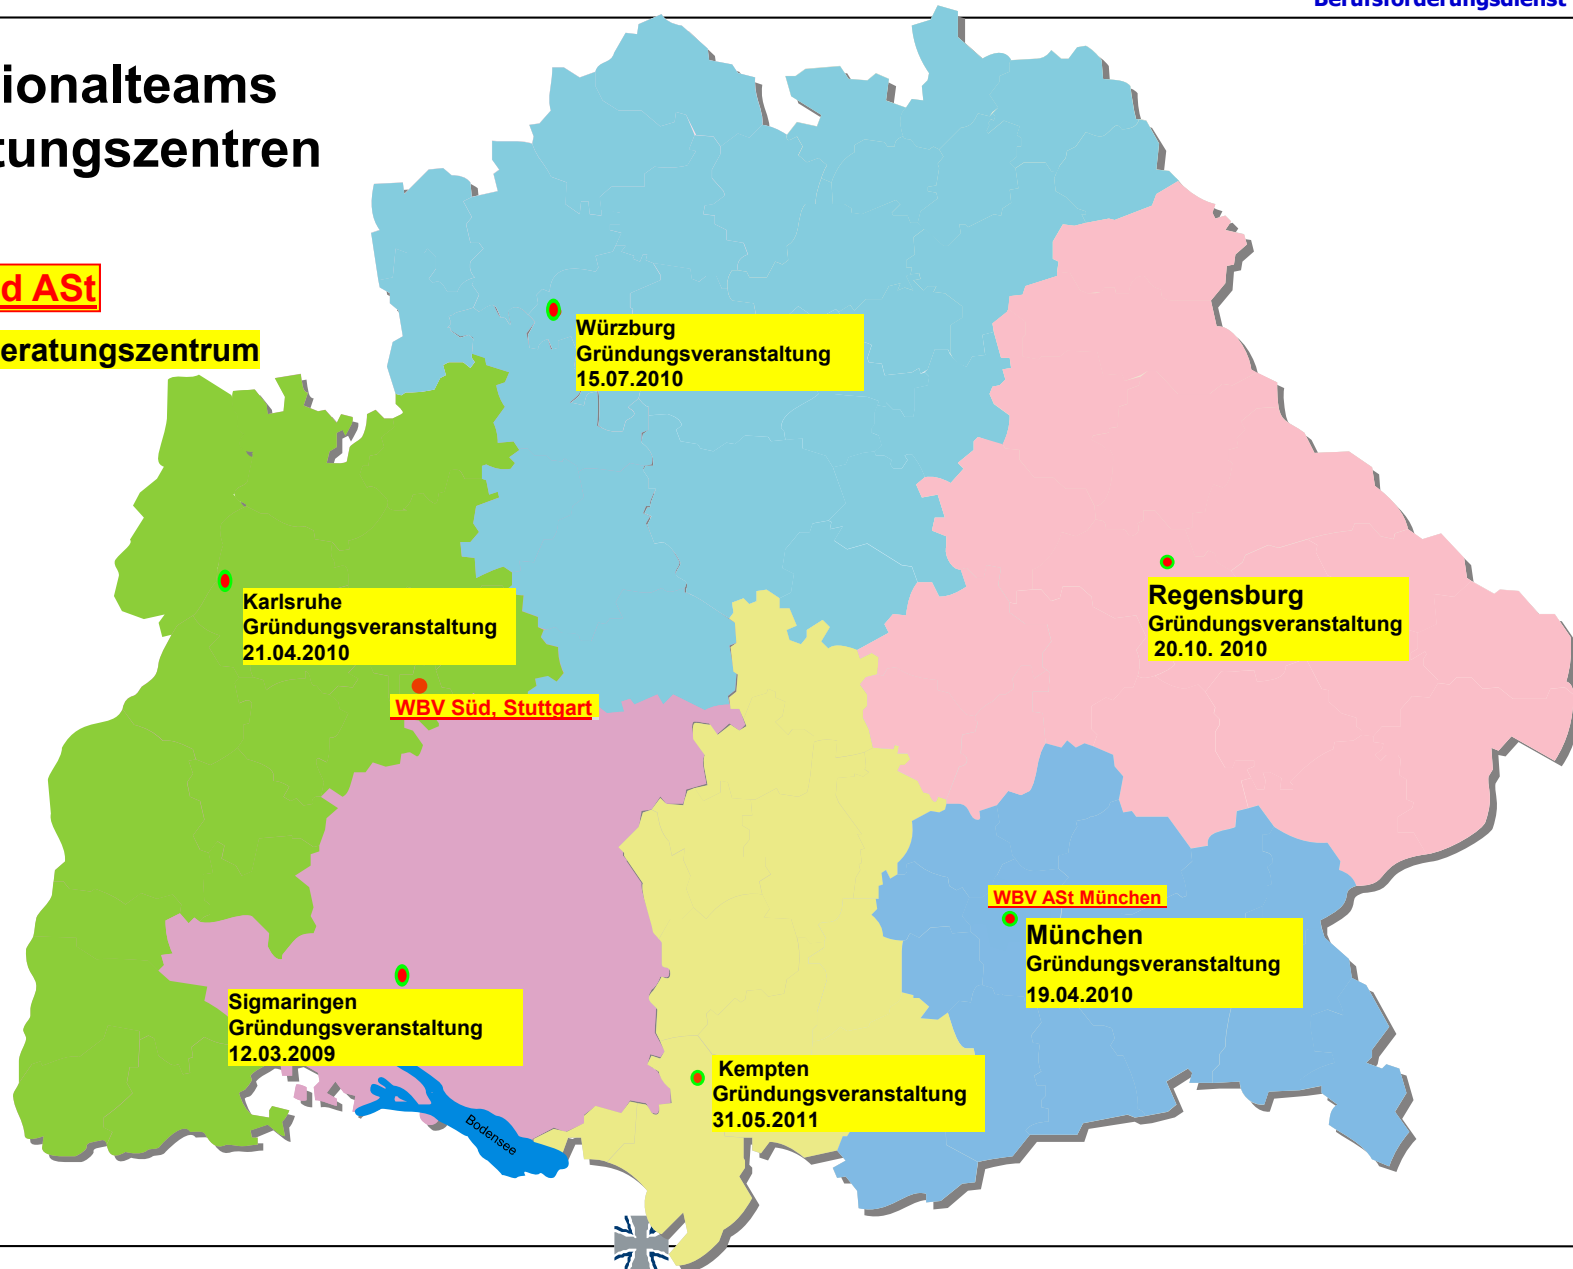 Berufsförderungsdienst
ionalteams
tungszentren
d ASt
eratungszentrum
Würzburg
Gründungsveranstaltung
15.07.2010
Karlsruhe
Gründungsveranstaltung
21.04.2010
Regensburg
Gründungsveranstaltung
20.10. 2010
WBV Süd, Stuttgart
WBV ASt München
München
Gründungsveranstaltung
19.04.2010
Sigmaringen
Gründungsveranstaltung
12.03.2009
Kempten
Gründungsveranstaltung
31.05.2011
Bodensee